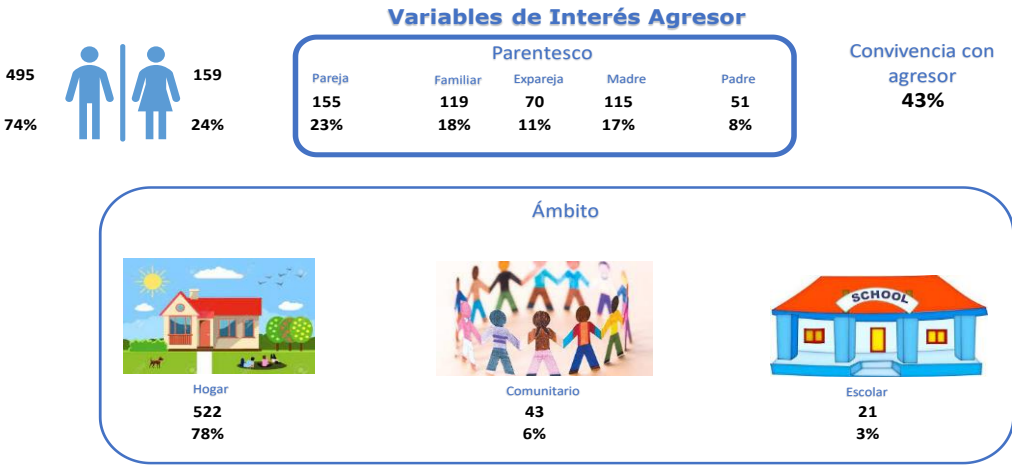 Variables de Interés Agresor
495
74%
159
24%
Parentesco
Pareja Familiar Expareja Madre Padre
155 119 70 115 51
23% 18% 11% 17% 8%
Convivencia con
agresor
43%
Ámbito
SCHOOL
Hogar Comunitario Escolar
522 43 21
78% 6% 3%